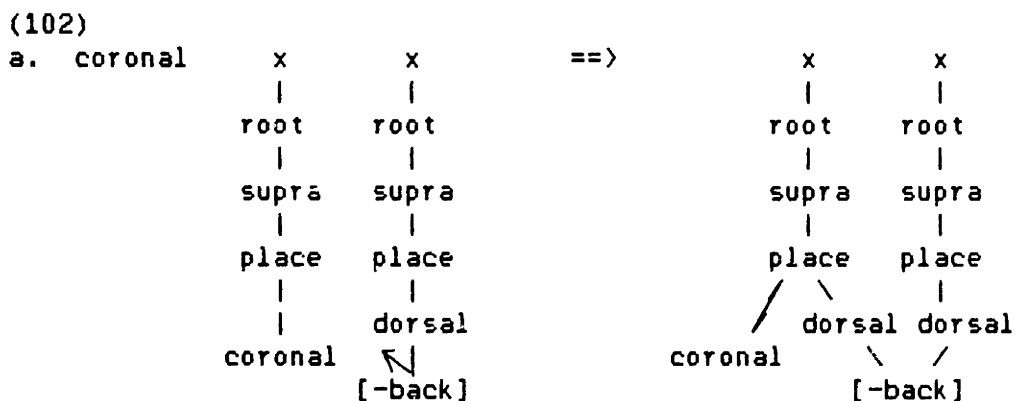 (102)
a. coronal x x ==> x x
root root root root
supra supra supra supra
place place place place
dorsal dorsal dorsal
coronal coronal
[-back] [-back]